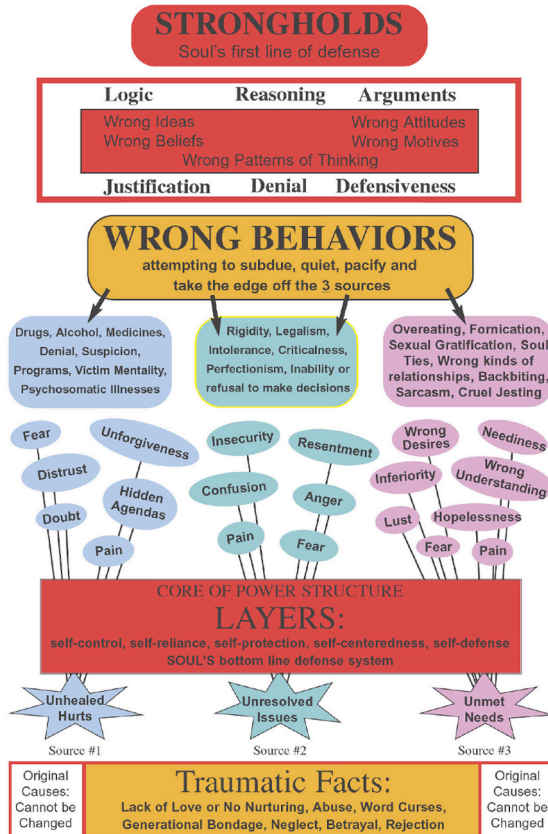 STRONGHOLDS
Soul's first line of defense
Logic Reasoning Arguments
Wrong Ideas Wrong Attitudes
Wrong Beliefs Wrong Motives
Wrong Patterns of Thinking
Justification Denial Defensiveness
WRONG BEHAVIORS
attempting to subdue, quiet, pacify and
take the edge off the 3 sources
Drugs, Alcohol, Medicines,
Denial, Suspicion,
Programs, Victim Mentality,
Psychosomatic Illnesses
Rigidity, Legalism,
Intolerance, Criticalness,
Perfectionism, Inability or
refusal to make decisions
Overeating, Fornication,
Sexual Gratification, Soul
Ties, Wrong kinds of
relationships, Backbiting,
Sarcasm, Cruel Jesting
Fear
Unforgiveness
Distrust
Hidden
Agendas
Doubt
Pain
Insecurity
Resentment
Confusion
Anger
Pain
Fear
Wrong
Desires
Neediness
Inferiority
Wrong
Understanding
Lust
Hopelessness
Fear
Pain
CORE OF POWER STRUCTURE
LAYERS:
self-control, self-reliance, self-protection, self-centeredness, self-defense
SOUL'S bottom line defense system
Unhealed
Hurts
Unresolved
Issues
Unmet
Needs
Source #1
Source #2
Source #3
Original
Causes:
Cannot be
Changed
Traumatic Facts:
Lack of Love or No Nurturing, Abuse, Word Curses,
Generational Bondage, Neglect, Betrayal, Rejection
Original
Causes:
Cannot be
Changed